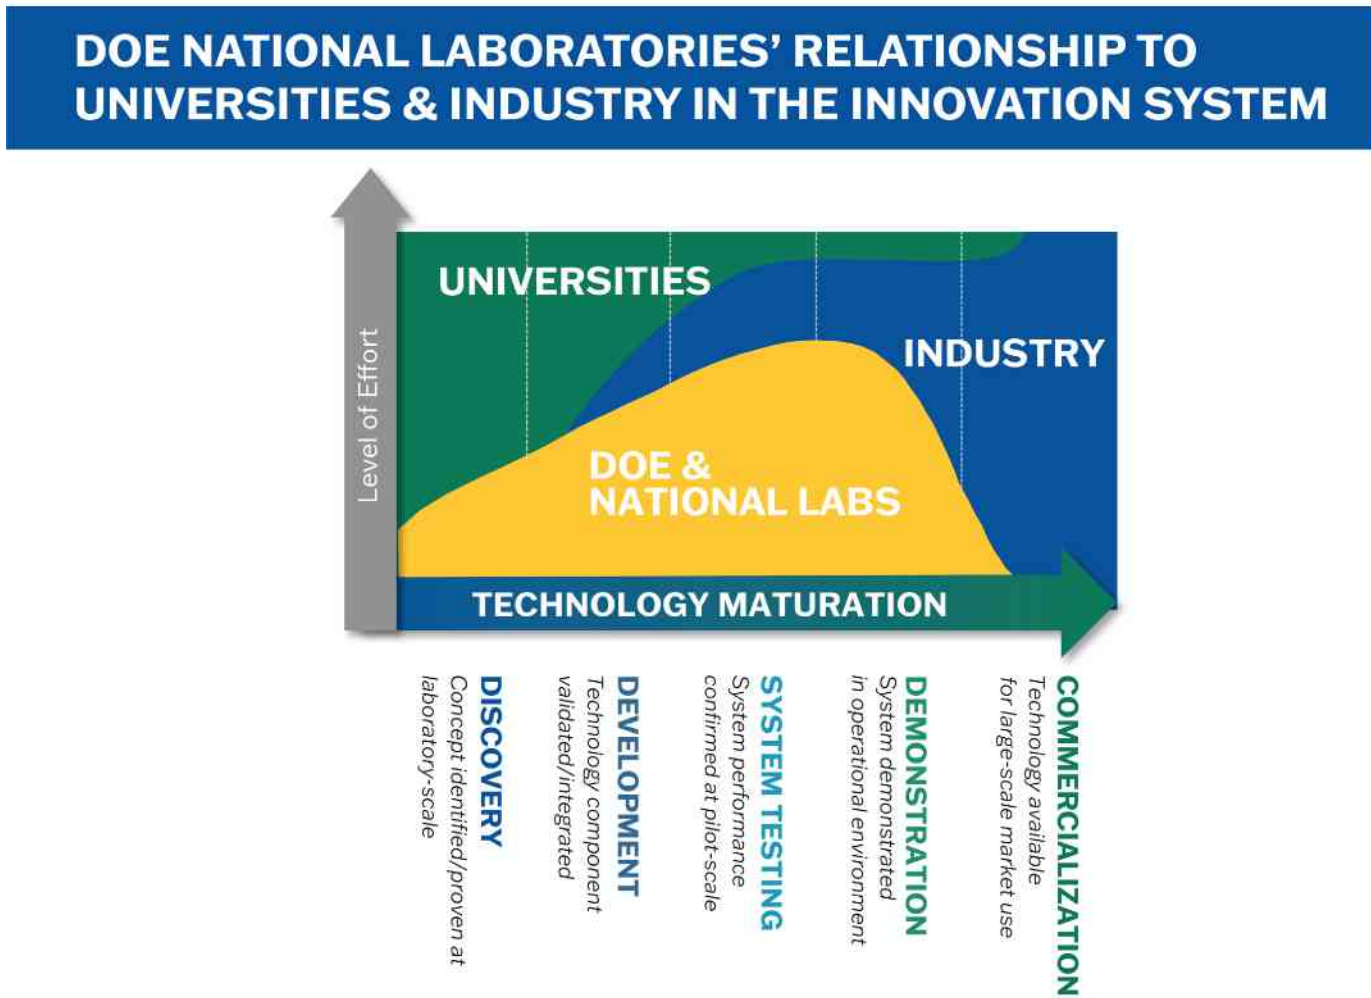 DOE NATIONAL LABORATORIES’ RELATIONSHIP TO
UNIVERSITIES & INDUSTRY IN THE INNOVATION SYSTEM
Level of Effort
UNIVERSITIES
INDUSTRY
DOE &
NATIONAL LABS
TECHNOLOGY MATURATION
DISCOVERY
Concept identified/proven at
laboratory-scale
DEVELOPMENT
Technology component
validated/integrated
SYSTEM TESTING
System performance
confirmed at pilot-scale
DEMONSTRATION
System demonstrated
in operational environment
COMMERCIALIZATION
Technology available
for large-scale market use